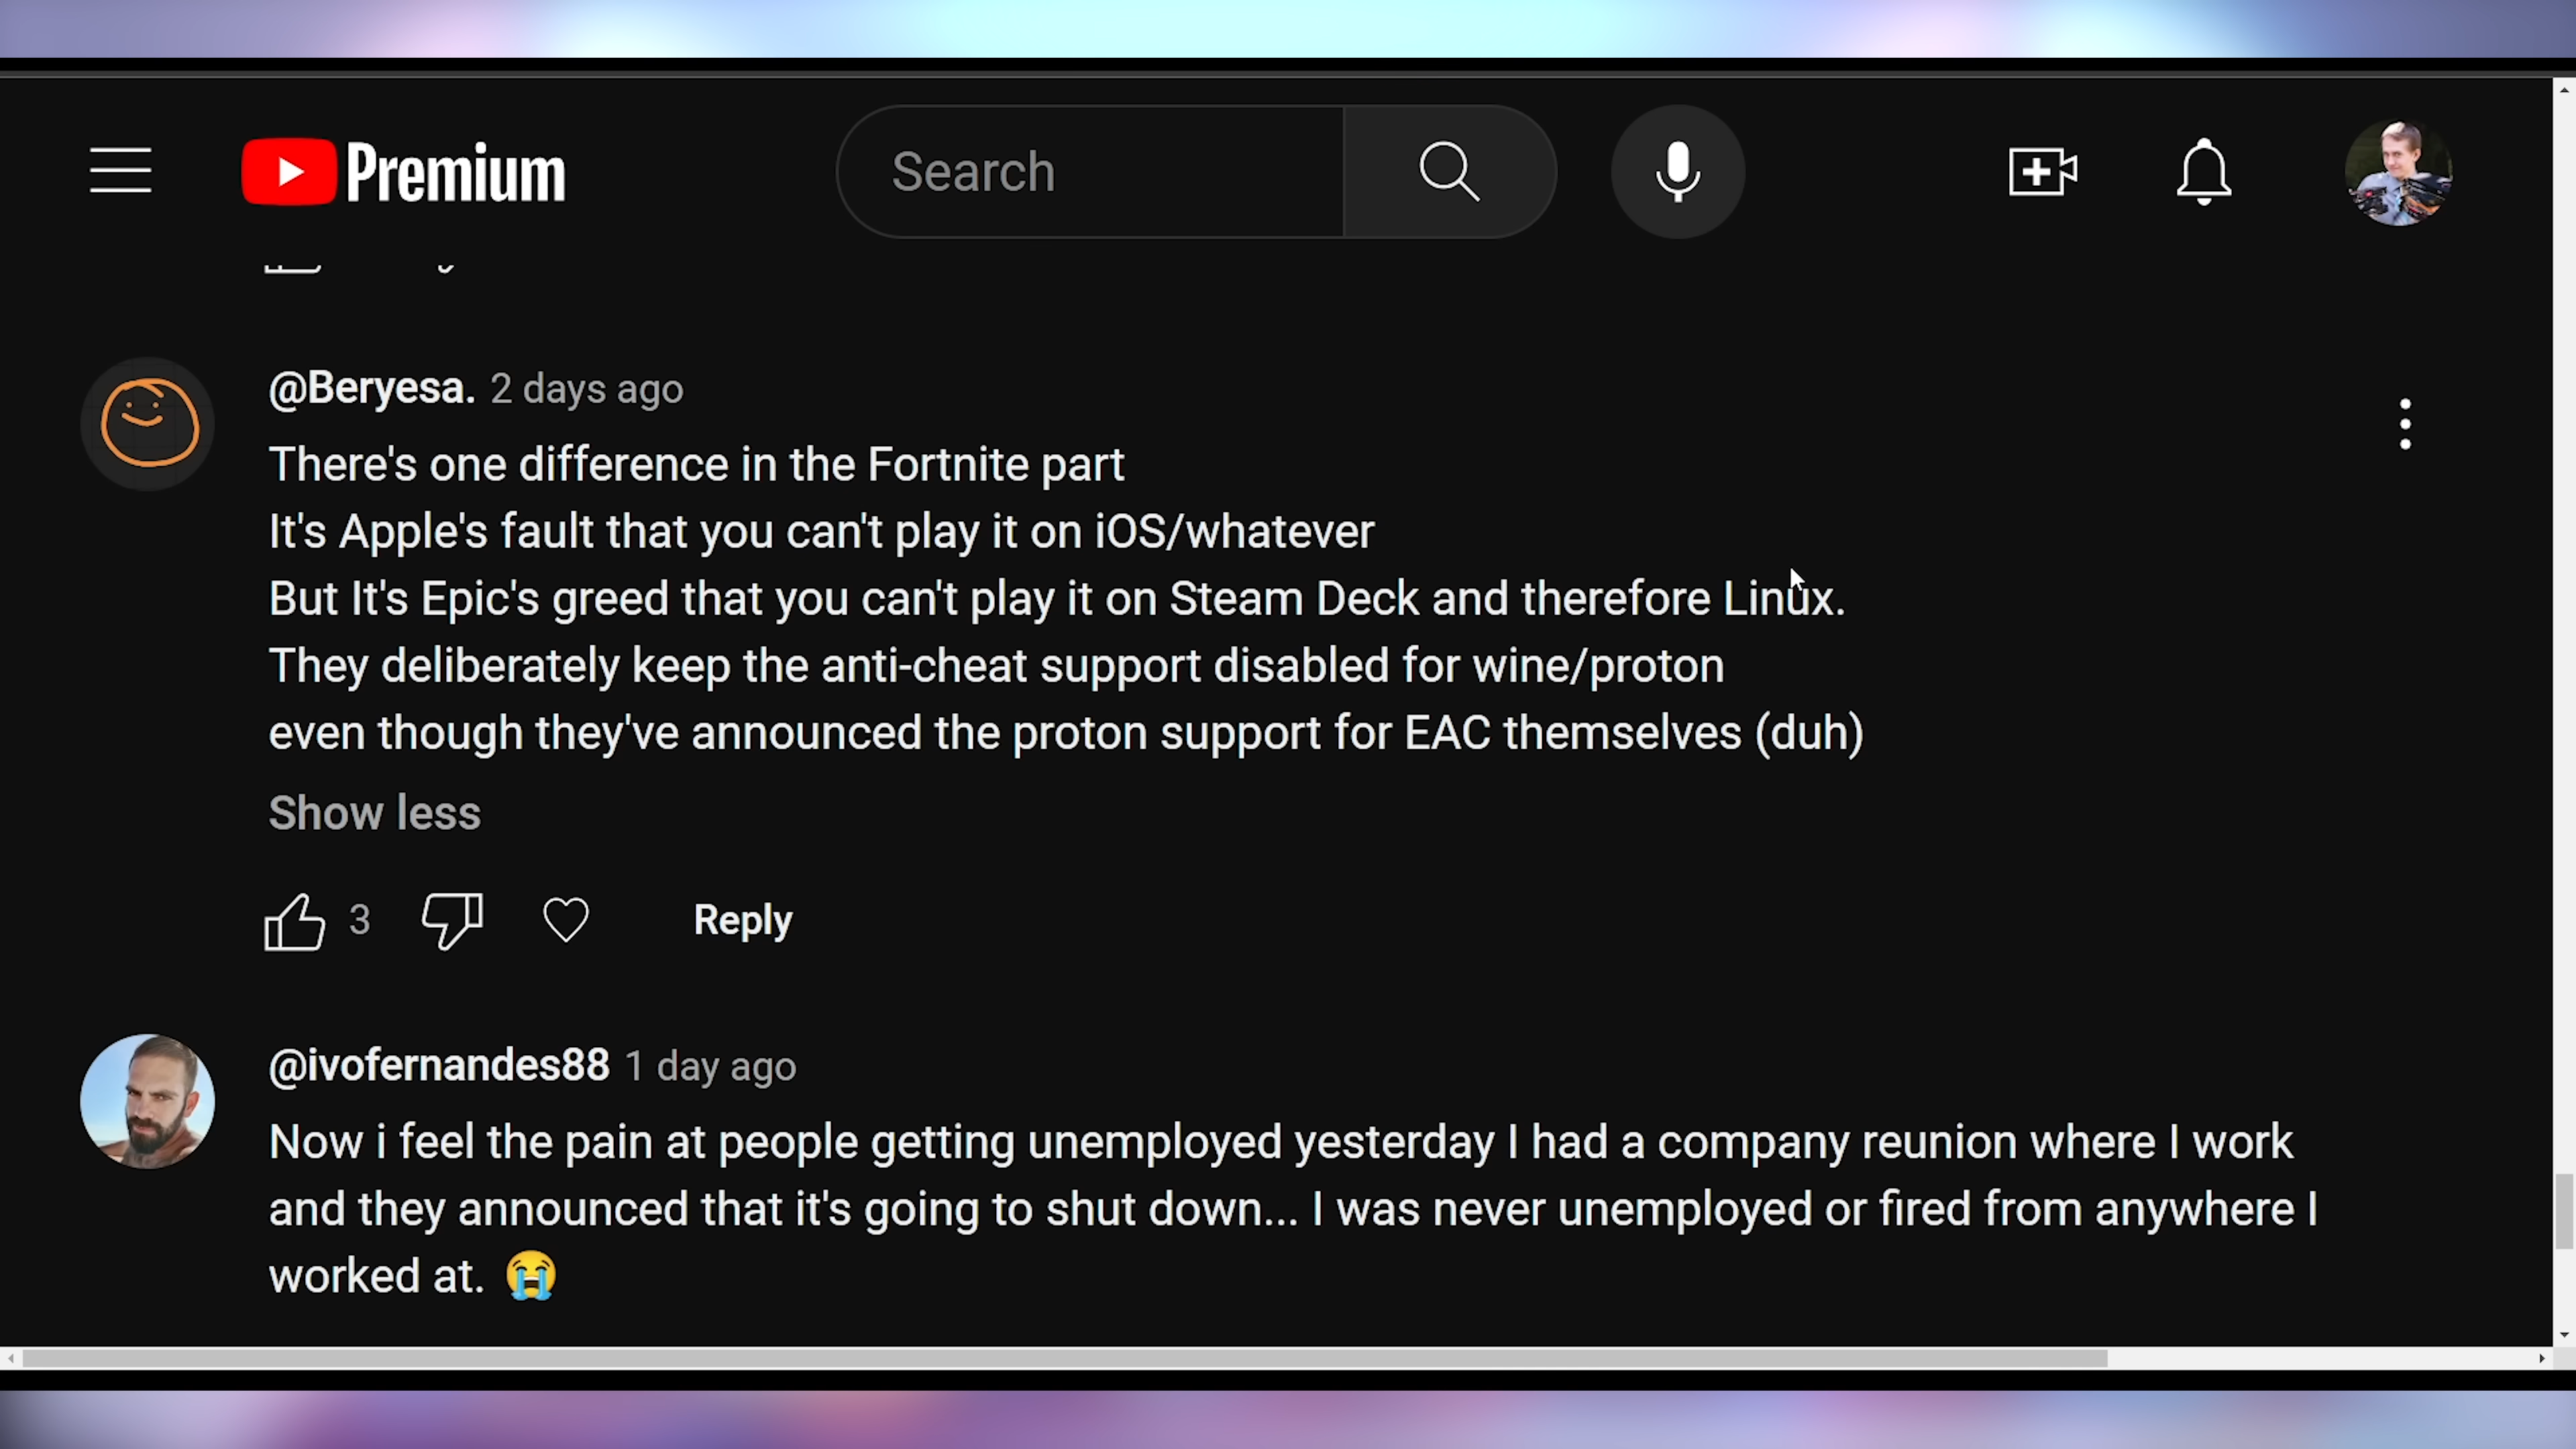 Premium
Search
@Beryesa. 2 days ago
There's one difference in the Fortnite part
It's Apple's fault that you can't play it on iOS/whatever
But It's Epic's greed that you can't play it on Steam Deck and therefore Linux.
They deliberately keep the anti-cheat support disabled for wine/proton
even though they've announced the proton support for EAC themselves (duh)
Show less
3 Reply
@ivofernandes88 1 day ago
Now i feel the pain at people getting unemployed yesterday I had a company reunion where I work
and they announced that it's going to shut down... I was never unemployed or fired from anywhere I
worked at. 😭